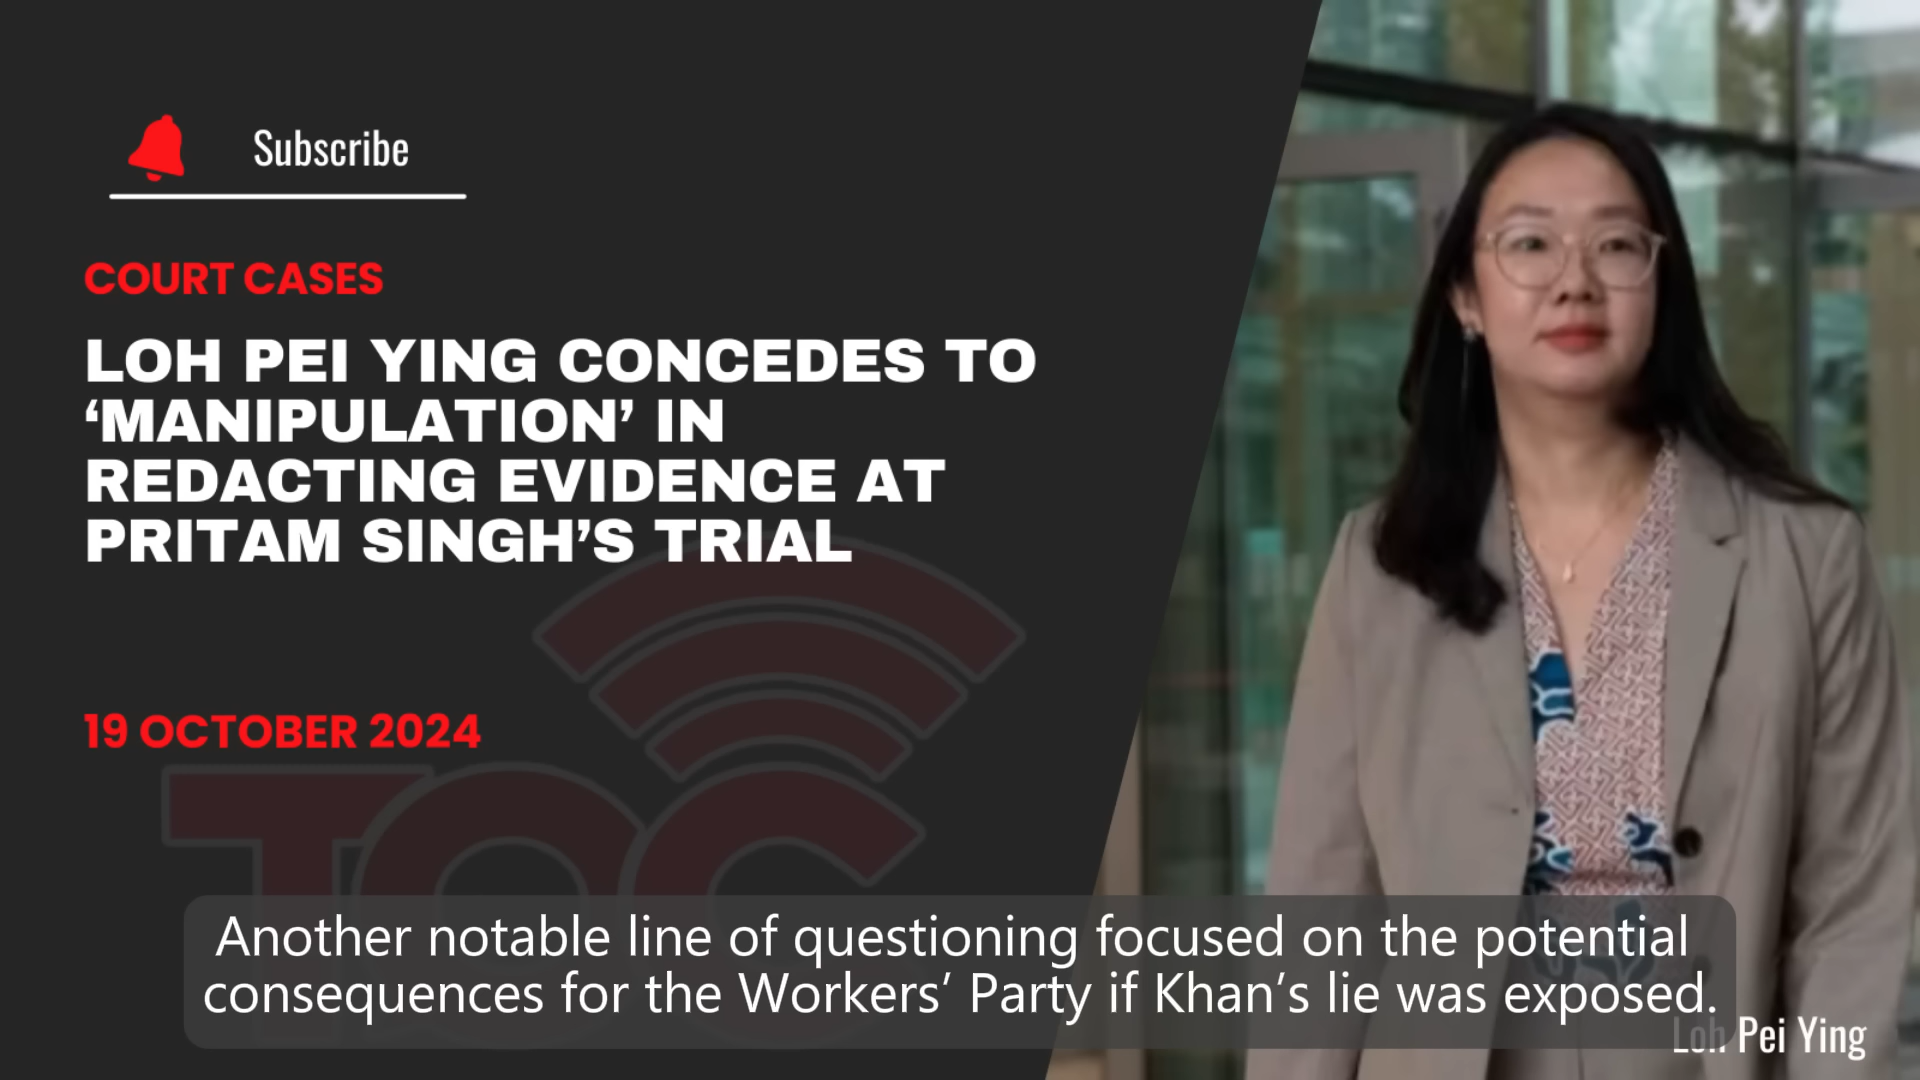 Subscribe
COURT CASES
LOH PEI YING CONCEDES TO
‘MANIPULATION’ IN
REDACTING EVIDENCE AT
PRITAM SINGH’S TRIAL
19 OCTOBER 2024
TOC
Another notable line of questioning focused on the potential
consequences for the Workers’ Party if Khan’s lie was exposed.
Loh Pei Ying